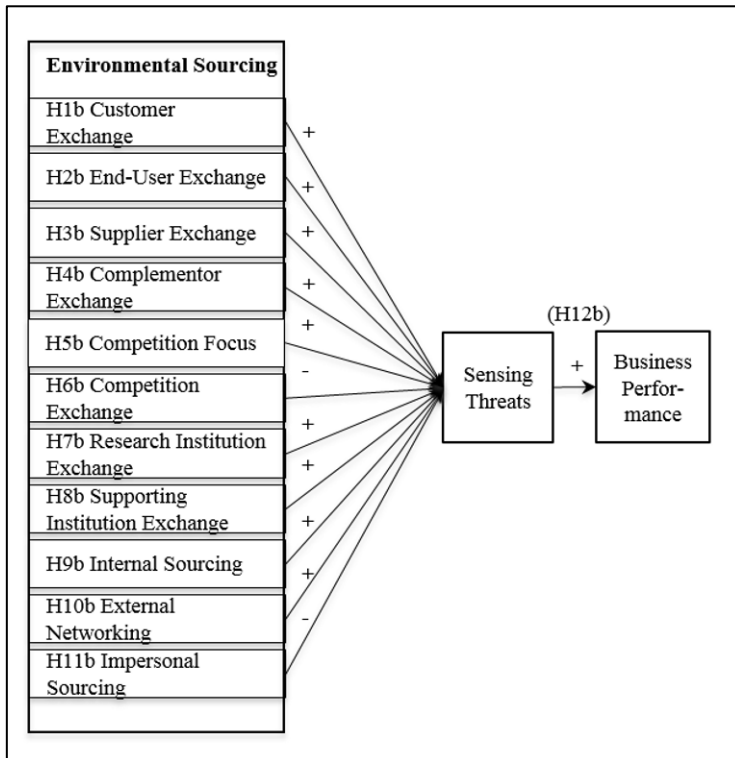 Environmental Sourcing
H1b Customer
Exchange
+
H2b End-User Exchange
+
H3b Supplier Exchange
+
H4b Complementor
Exchange
+
H5b Competition Focus
+
-
H6b Competition
Exchange
+
H7b Research Institution
Exchange
+
H8b Supporting
Institution Exchange
+
H9b Internal Sourcing
+
H10b External
Networking
-
H11b Impersonal
Sourcing
Sensing
Threats
(H12b)
+
Business
Perfor-
mance